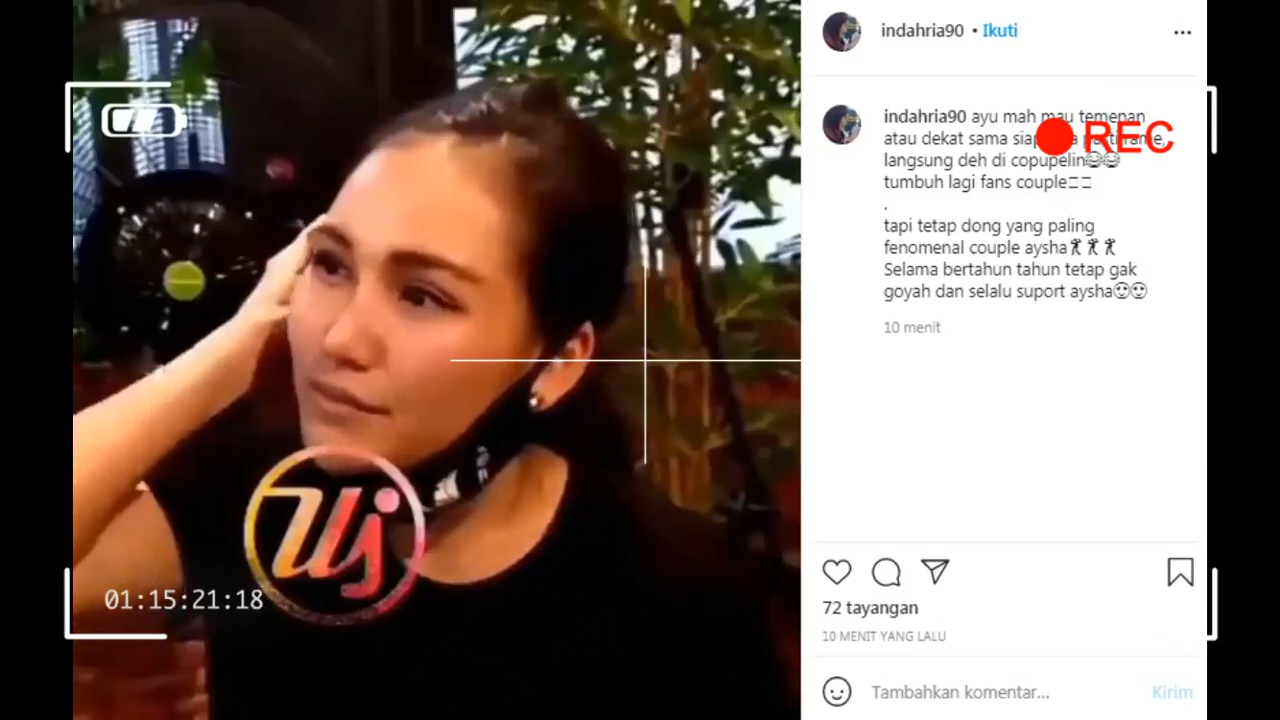 indahria90 • Ikuti
indahria90 ayu mah mau temenan
atau dekat sama
langsung deh di copupelin😂😂
tumbuh lagi fans couple
.
tapi tetap dong yang paling
fenomenal couple aysha💃💃💃
Selama bertahun tahun tetap gak
goyah dan selalu suport aysha🙂🙂
10 menit
REC
Uj
01:15:21:18
72 tayangan
10 MENIT YANG LALU
Tambahkan komentar...
Kirim